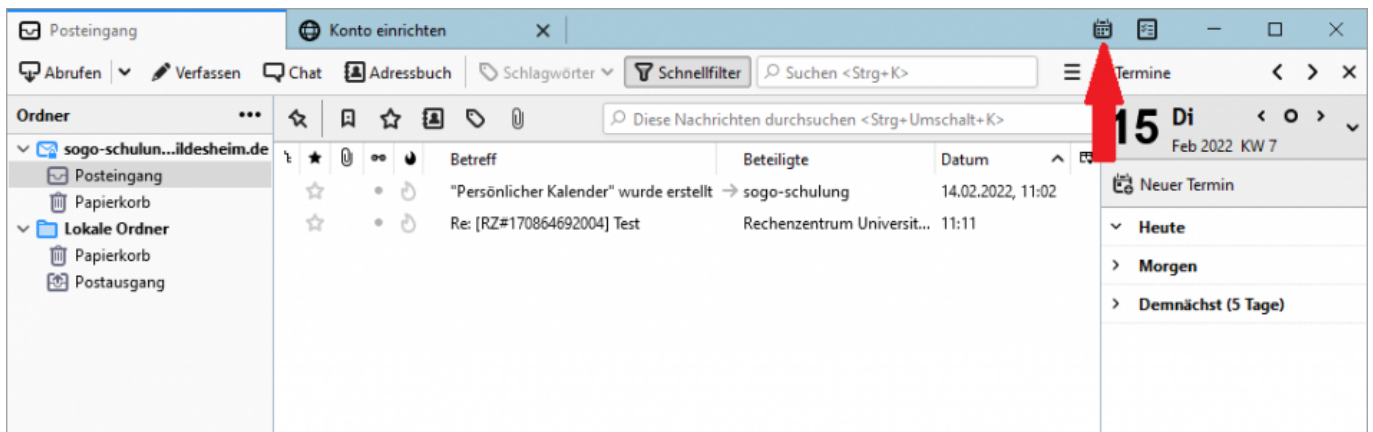 Posteingang
Konto einrichten
Abrufen Verfassen Chat Adressbuch Schlagwörter Schnellfilter Suchen <Strg+K>
Termine
Ordner
Diese Nachrichten durchsuchen <Strg+Umschalt+K>
15 Di
Feb 2022 KW 7
sogo-schulun...ildesheim.de
Betreff Beteiligte Datum
Posteingang
"Persönlicher Kalender" wurde erstellt sogo-schulung 14.02.2022, 11:02
Neuer Termin
Papierkorb
Re: [RZ#170864692004] Test Rechenzentrum Universit... 11:11
Lokale Ordner
Heute
Papierkorb
Morgen
Postausgang
Demnächst (5 Tage)